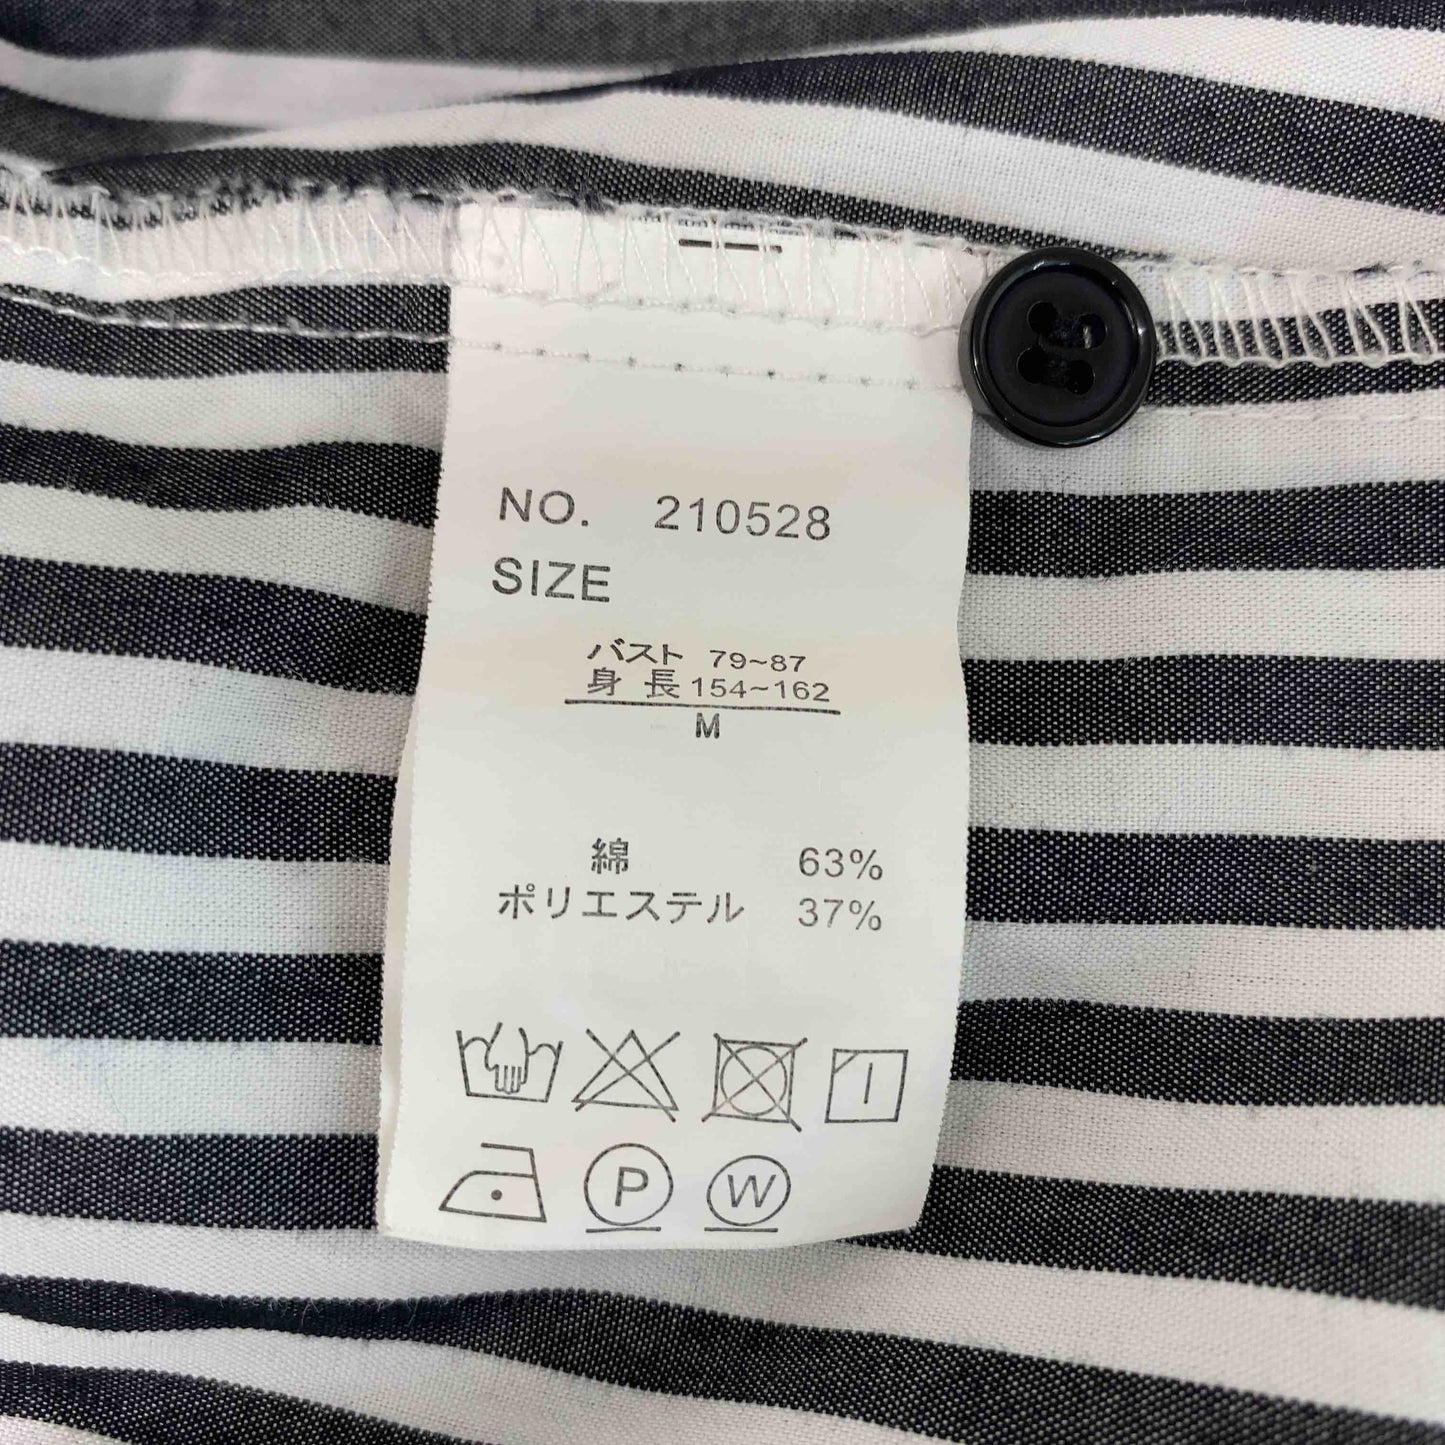 NO. 210528
SIZE
バスト 79~87
身 長 154~162
M
綿 63%
ポリエステル 37%
P W